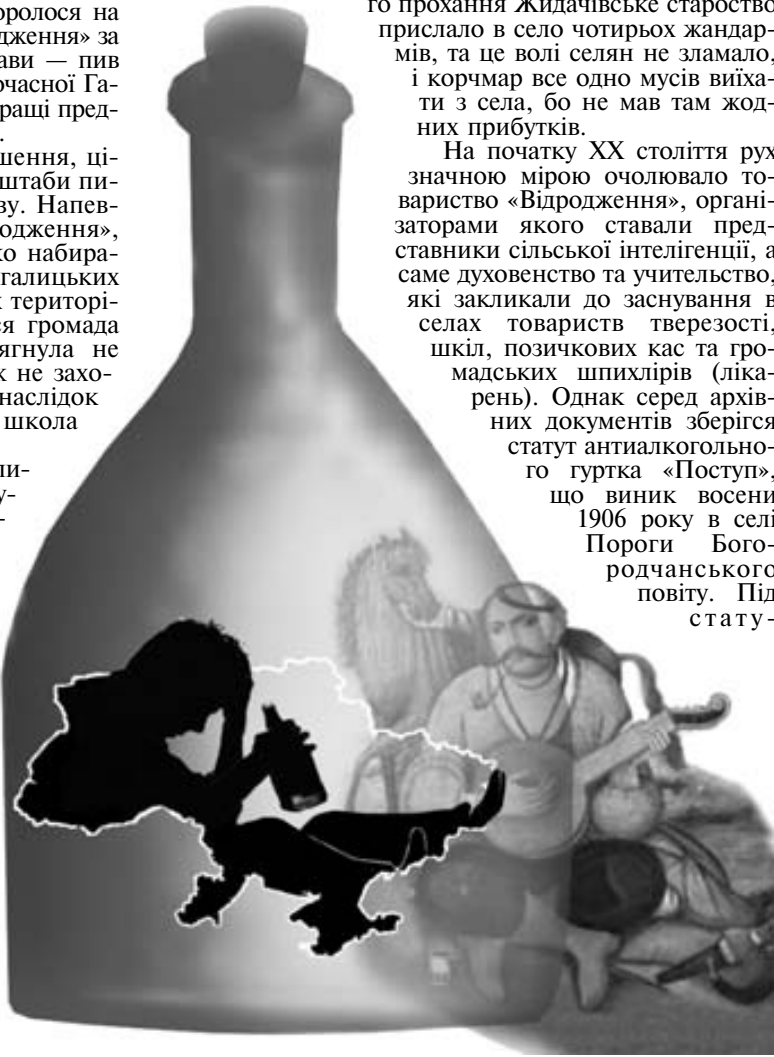 оролося на
дження» за
ави — пив
очасної Га-
ращі пред-
.
шення, ці-
штаби пи-
ву. Напев-
одження»,
ко набира-
галицьких
х територі-
ся громада
ягнула не
к не захо-
наслідок
школа
ли-
у-
-
го прохання Жидачівське староство
прислало в село чотирьох жандар-
мів, та це волі селян не зламало,
і корчмар все одно мусів виїха-
ти з села, бо не мав там жод-
них прибутків.
На початку XX століття рух
значною мірою очолювало то-
вариство «Відродження», органі-
заторами якого ставали пред-
ставники сільської інтелігенції, а
саме духовенство та учительство,
які закликали до заснування в
селах товариств тверезості,
шкіл, позичкових кас та гро-
мадських шпихлірів (ліка-
рень). Однак серед архів-
них документів зберігся
статут антиалкогольно-
го гуртка «Поступ»,
що виник восени
1906 року в селі
Пороги Бого-
родчанського
повіту. Під
стату-